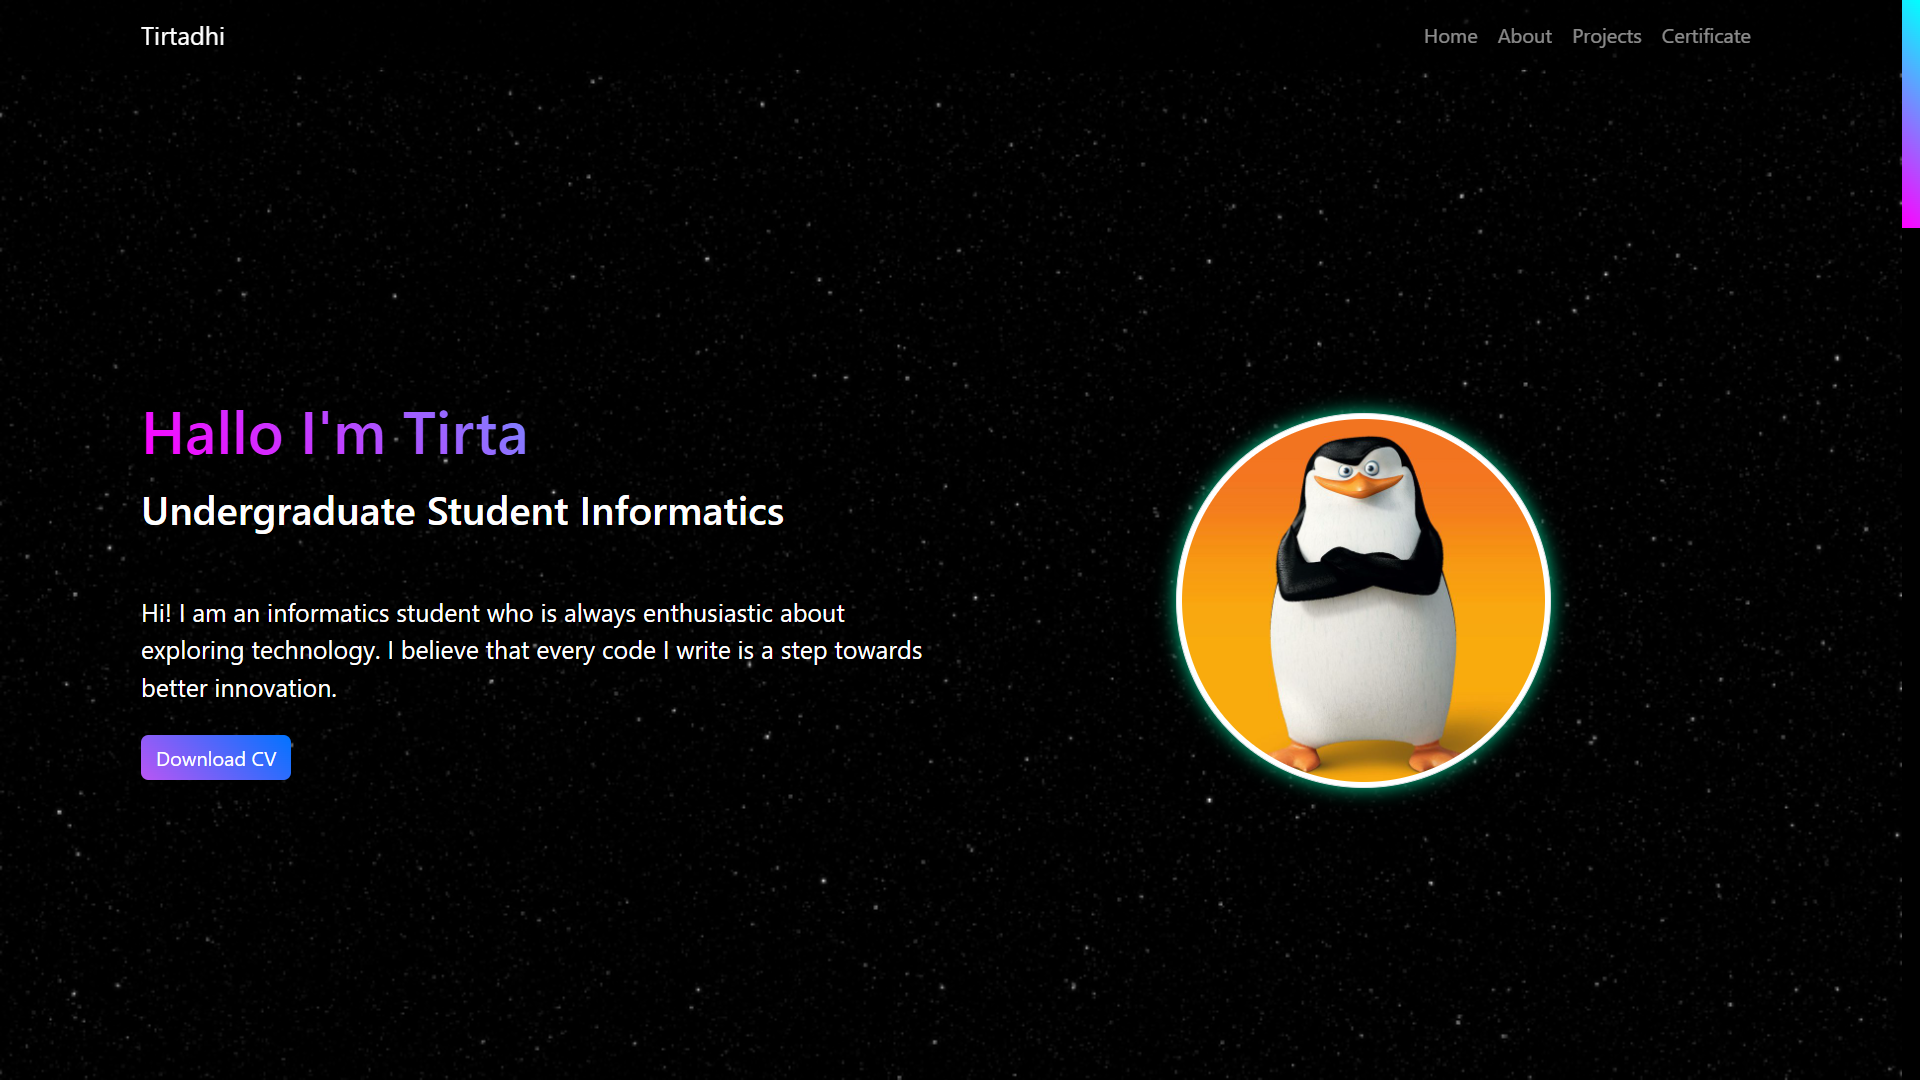 Tirtadhi
Home About Projects Certificate
Hallo I'm Tirta
Undergraduate Student Informatics
Hi! I am an informatics student who is always enthusiastic about
exploring technology. I believe that every code I write is a step towards
better innovation.
Download CV